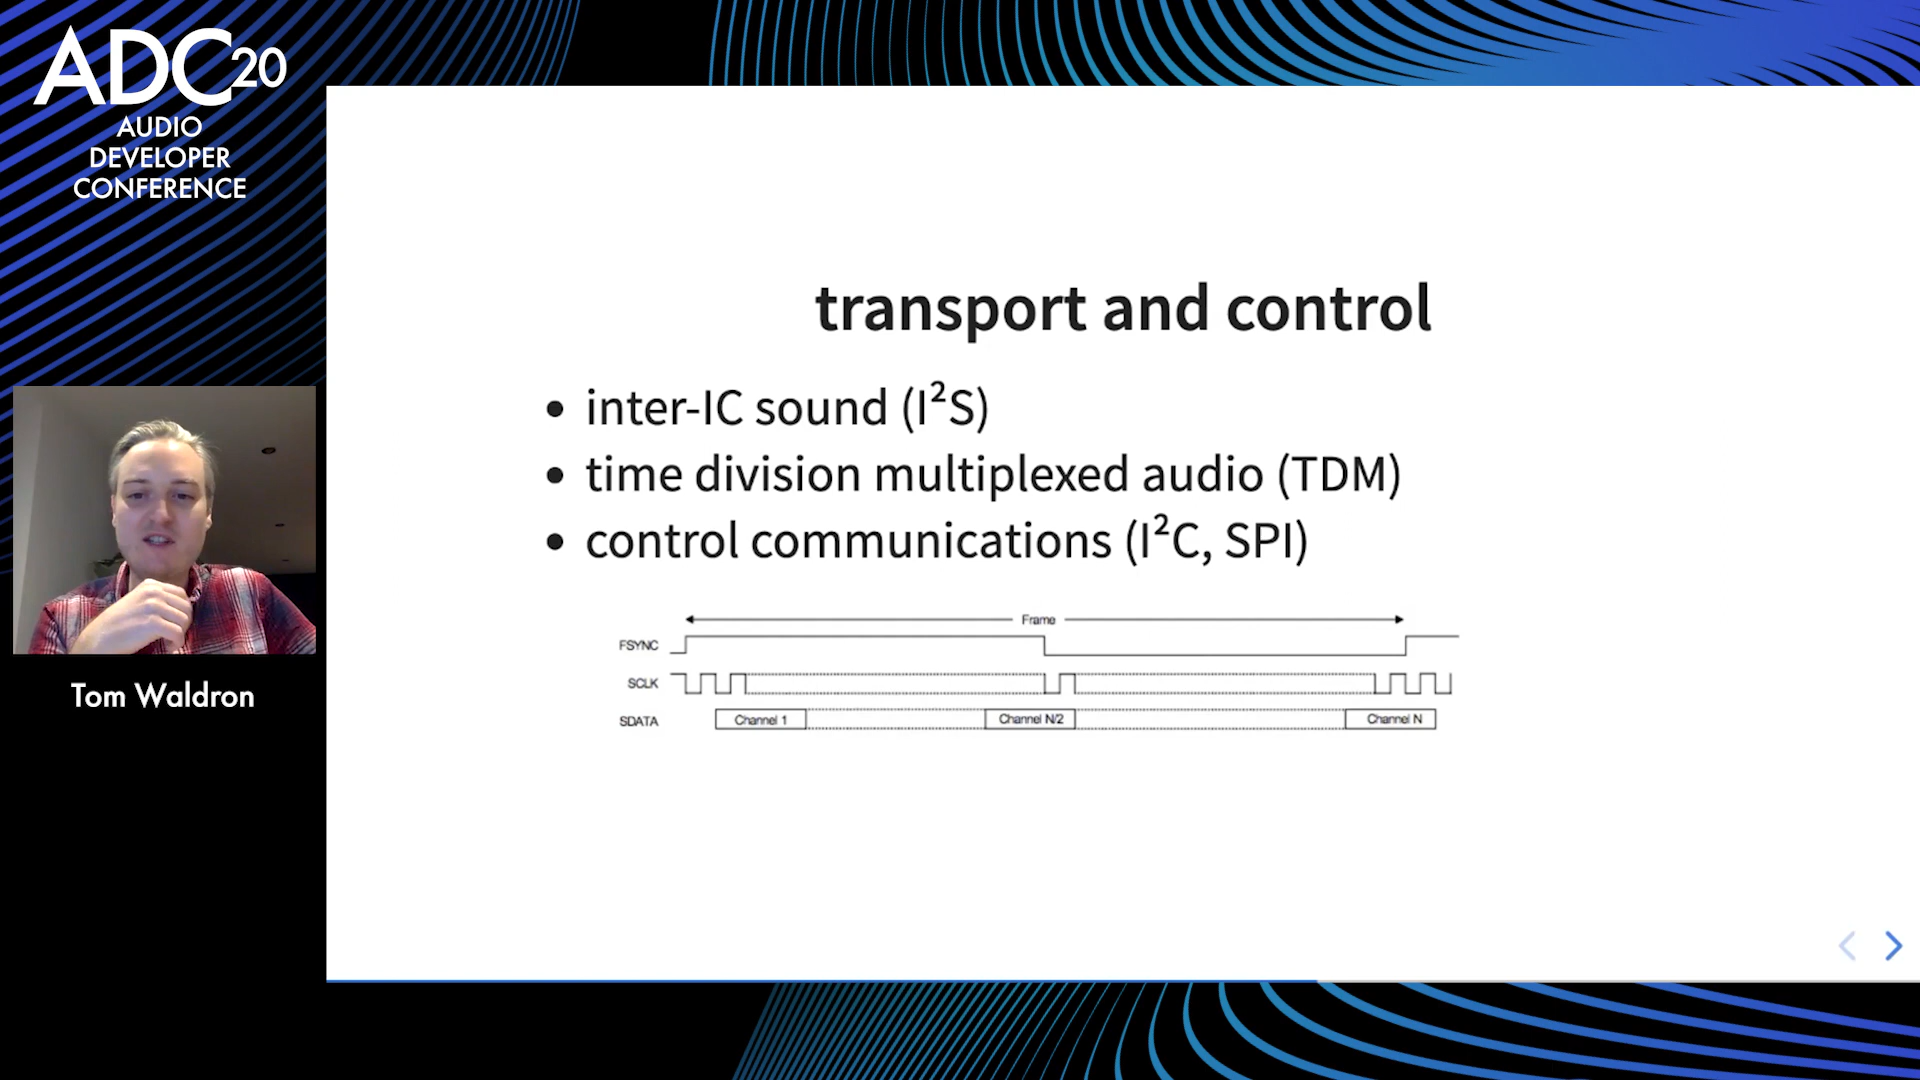 ADC20
AUDIO
DEVELOPER
CONFERENCE
Tom Waldron
transport and control
• inter-IC sound (I²S)
• time division multiplexed audio (TDM)
• control communications (I²C, SPI)
Frame
FSYNC
SCLK
SDATA Channel 1 Channel N/2 Channel N